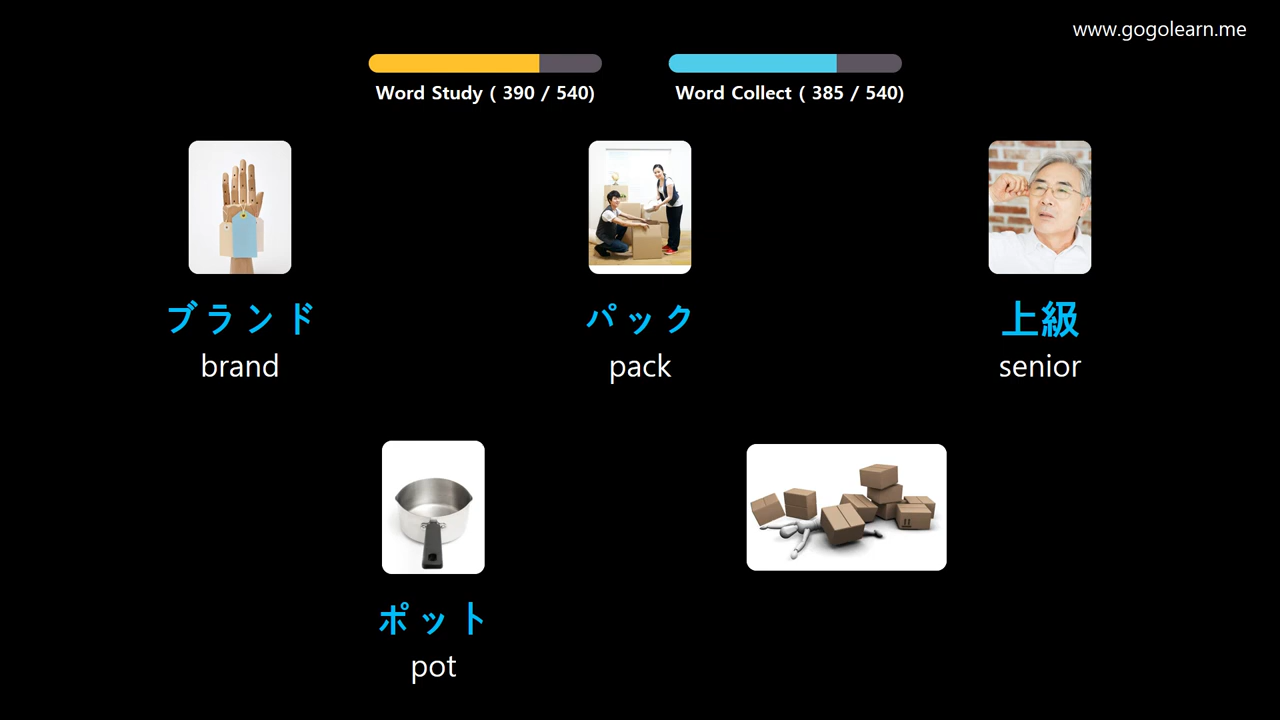 www.gogolearn.me
Word Study ( 390 / 540)
Word Collect ( 385 / 540)
ブランド
brand
パック
pack
上級
senior
ポット
pot